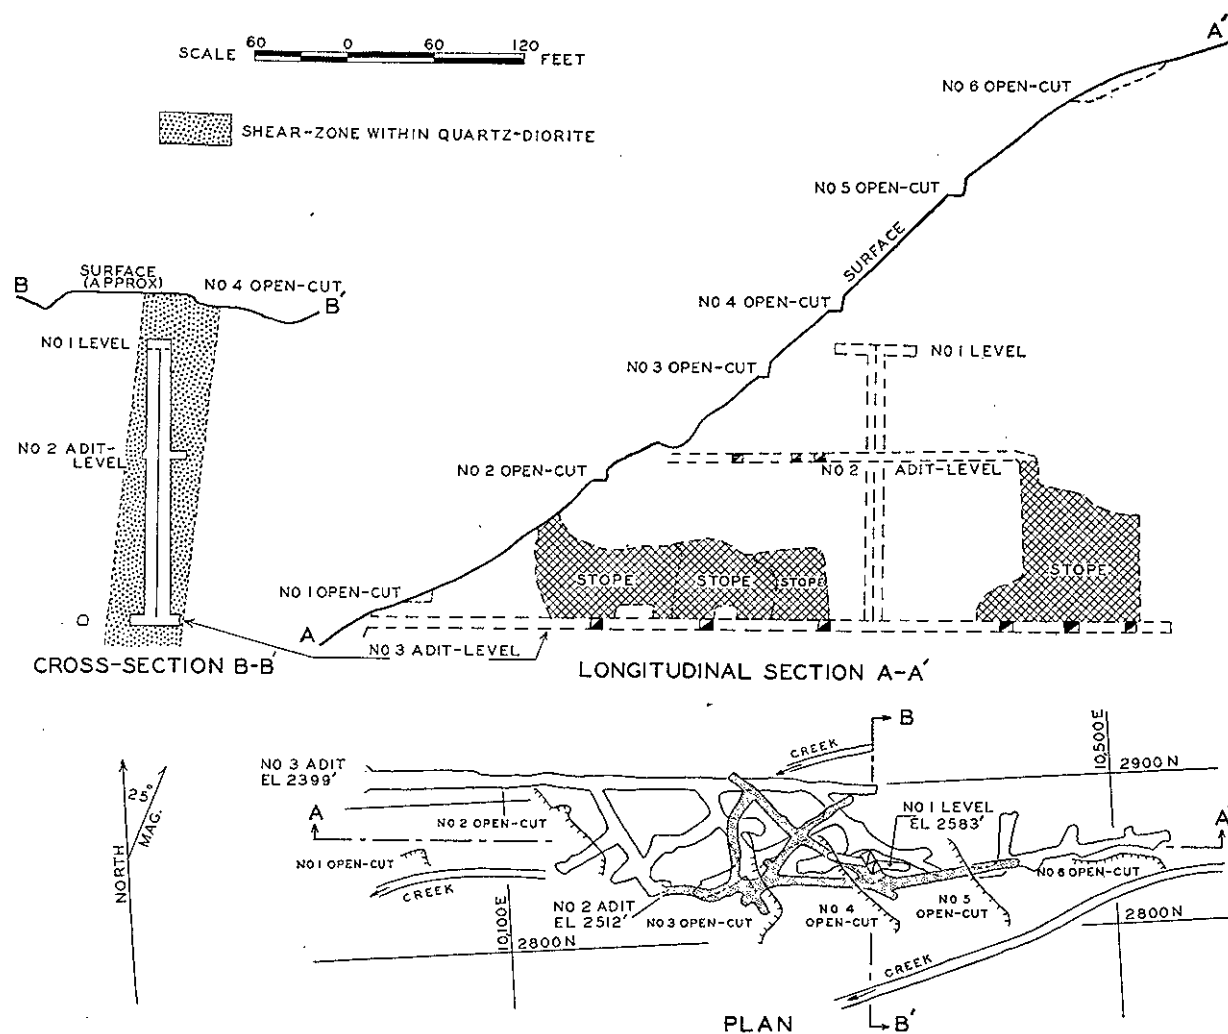 60 0 60 120
SCALE FEET
SHEAR-ZONE WITHIN QUARTZ-DIORITE
A'
NO 6 OPEN-CUT
NO 5 OPEN-CUT
SURFACE
NO 4 OPEN-CUT
NO 3 OPEN-CUT
NO 1 LEVEL
NO 2 OPEN-CUT
NO 2 ADIT-LEVEL
STOPE
STOPE
STOPE
STOPE
NO 1 OPEN-CUT
A
NO 3 ADIT-LEVEL
LONGITUDINAL SECTION A-A'
B
SURFACE
(APPROX)
NO 4 OPEN-CUT
B'
NO 1 LEVEL
NO 2 ADIT-
LEVEL
CROSS-SECTION B-B'
NORTH
25°
MAG.
NO 3 ADIT
EL 2399'
CREEK
B
10,500E
2900 N
A
NO 2 OPEN-CUT
NO 1 LEVEL
EL 2583'
A'
NO 1 OPEN-CUT
CREEK
NO 6 OPEN-CUT
NO 2 ADIT
EL 2512'
NO 3 OPEN-CUT
NO 4
OPEN-CUT
NO 5
OPEN-CUT
10,100E
2800 N
2800 N
CREEK
PLAN
B'